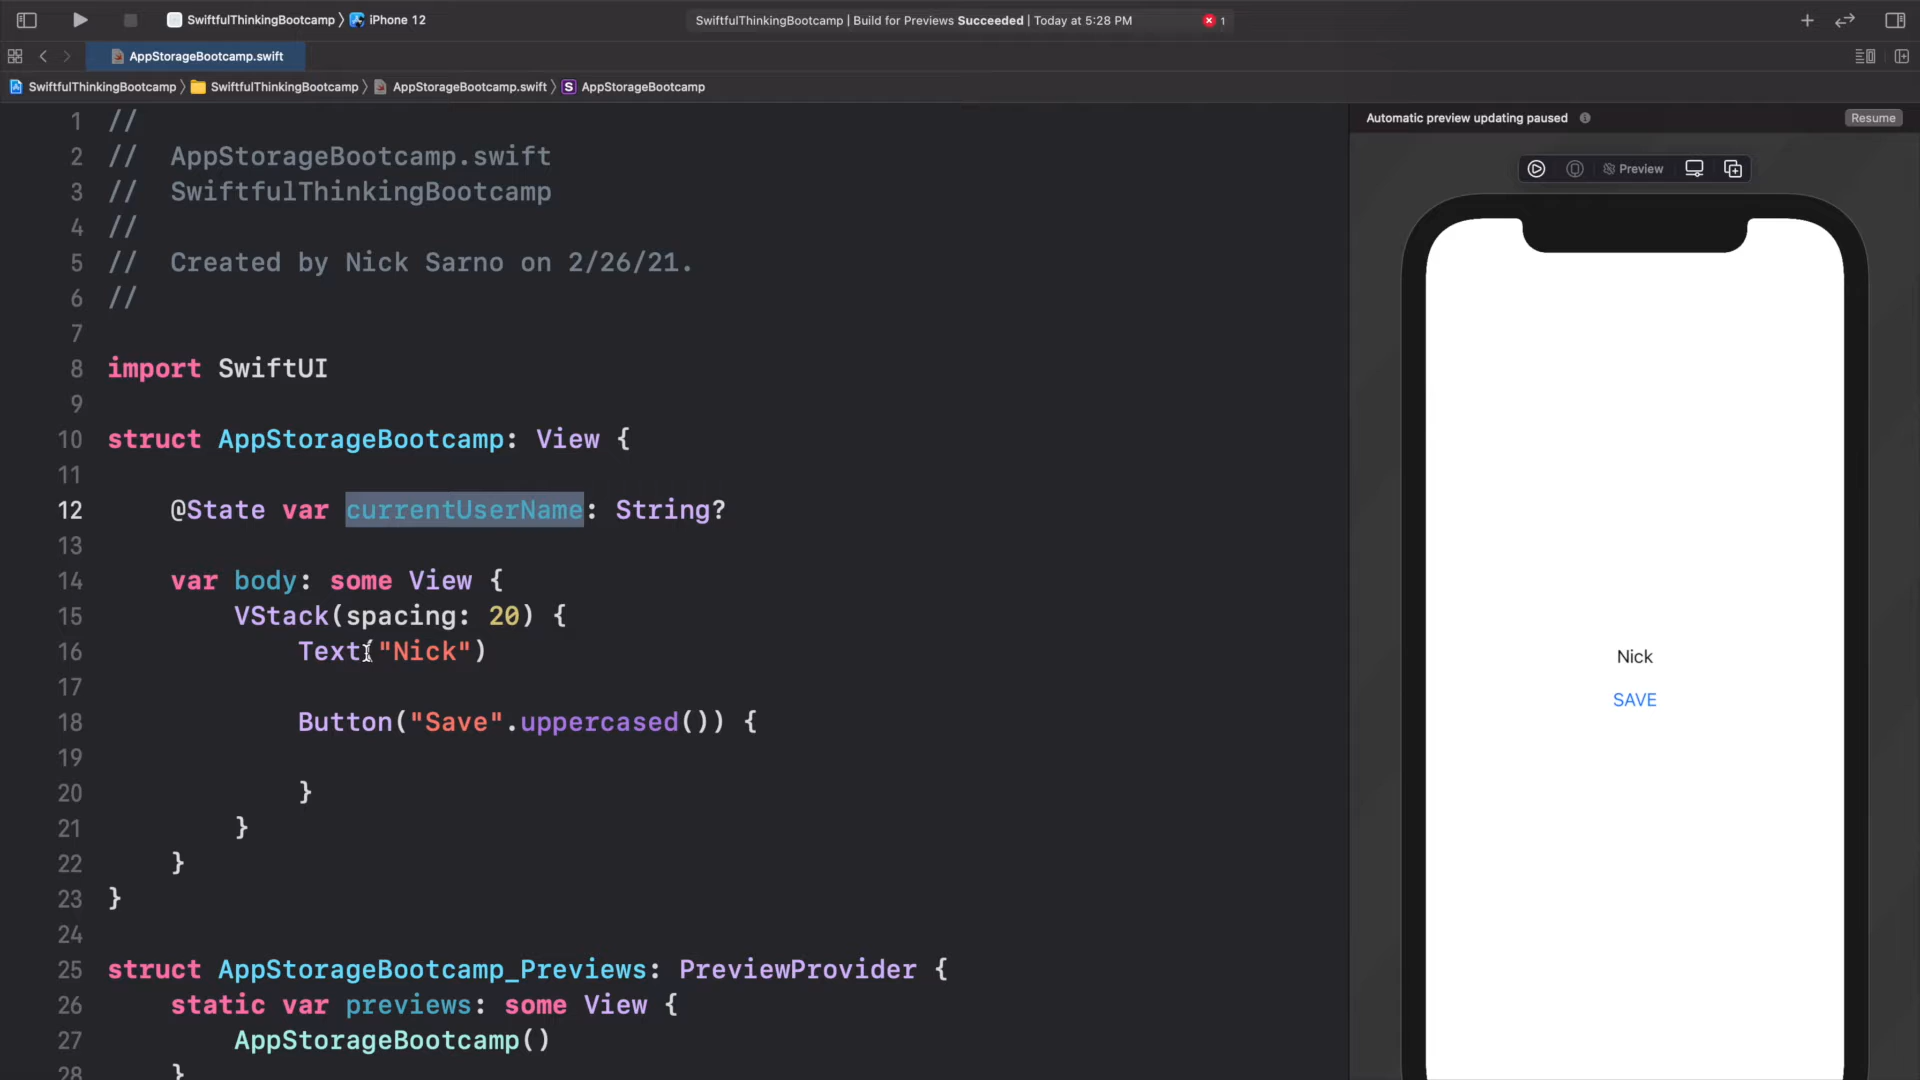 SwiftfulThinkingBootcamp 〉 iPhone 12
SwiftfulThinkingBootcamp | Build for Previews Succeeded | Today at 5:28 PM
1
AppStorageBootcamp.swift
SwiftfulThinkingBootcamp 〉 SwiftfulThinkingBootcamp 〉 AppStorageBootcamp.swift 〉 S AppStorageBootcamp
1 //
2 //  AppStorageBootcamp.swift
3 //  SwiftfulThinkingBootcamp
4 //
5 //  Created by Nick Sarno on 2/26/21.
6 //
7
8 import SwiftUI
9
10 struct AppStorageBootcamp: View {
11
12     @State var currentUserName: String?
13
14     var body: some View {
15         VStack(spacing: 20) {
16             Text("Nick")
17
18             Button("Save".uppercased()) {
19
20             }
21         }
22     }
23 }
24
25 struct AppStorageBootcamp_Previews: PreviewProvider {
26     static var previews: some View {
27         AppStorageBootcamp()
28     }
Automatic preview updating paused
Resume
Preview
Nick
SAVE